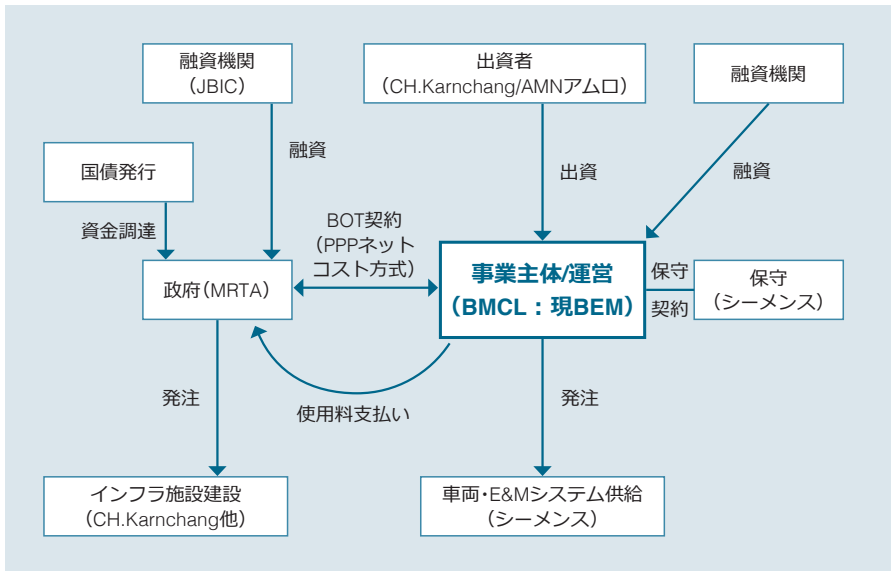 融資機関
（JBIC）
出資者
（CH.Karnchang/AMNアムロ）
融資機関
国債発行
融資
出資
融資
資金調達
BOT契約
（PPPネット
コスト方式）
政府（MRTA）
事業主体/運営
（BMCL：現BEM）
保守
契約
保守
（シーメンス）
発注
使用料支払い
発注
インフラ施設建設
（CH.Karnchang他）
車両・E&Mシステム供給
（シーメンス）